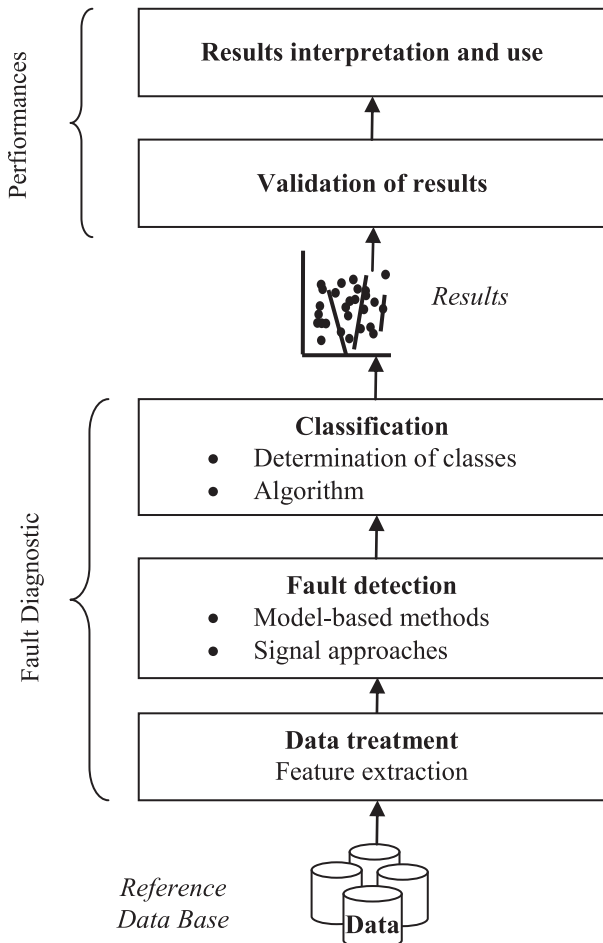 Perfiormances
Results interpretation and use
Validation of results
Results
Fault Diagnostic
Classification
• Determination of classes
• Algorithm
Fault detection
• Model-based methods
• Signal approaches
Data treatment
Feature extraction
Reference
Data Base
Data